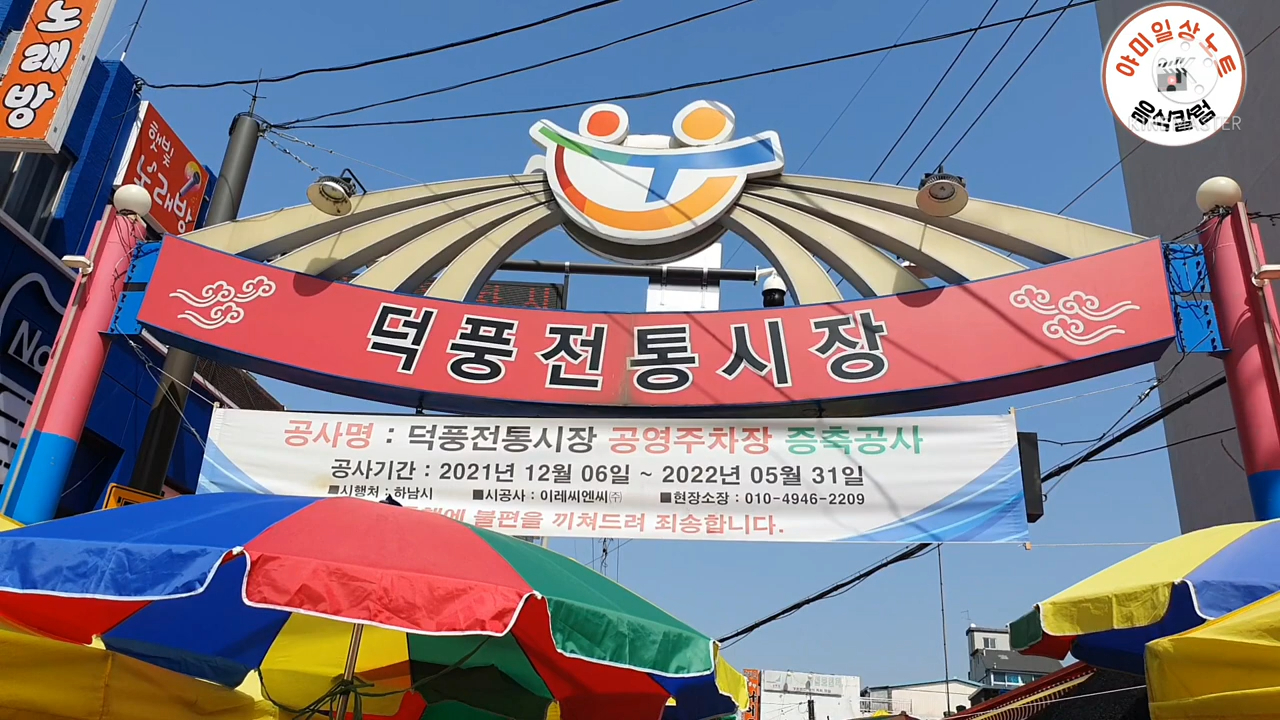 노래방
햇빛
노래방
No
야미일상노트
음식칼럼
KINEMASTER
덕풍전통시장
공사명 : 덕풍전통시장 공영주차장 증축공사
공사기간 : 2021년 12월 06일 ~ 2022년 05월 31일
■시행처 : 하남시 ■시공사 : 이레씨엔씨㈜ ■현장소장 : 010-4946-2209
불편을 끼쳐드려 죄송합니다.